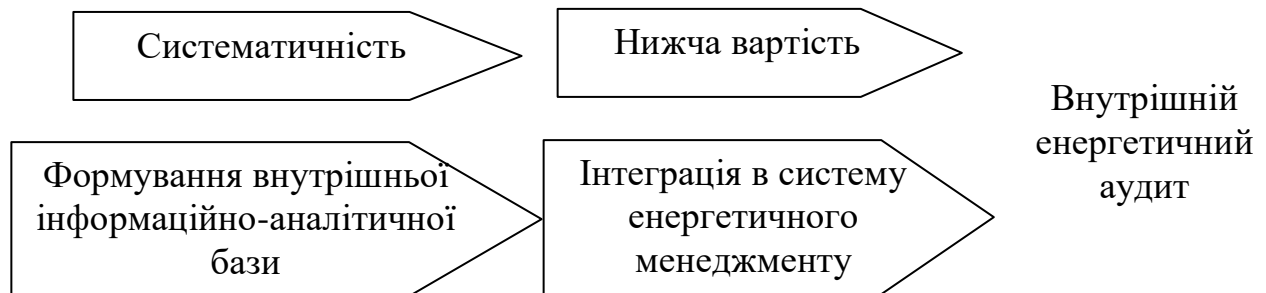 Систематичність
Нижча вартість
Формування внутрішньої
інформаційно-аналітичної
бази
Інтеграція в систему
енергетичного
менеджменту
Внутрішній
енергетичний
аудит